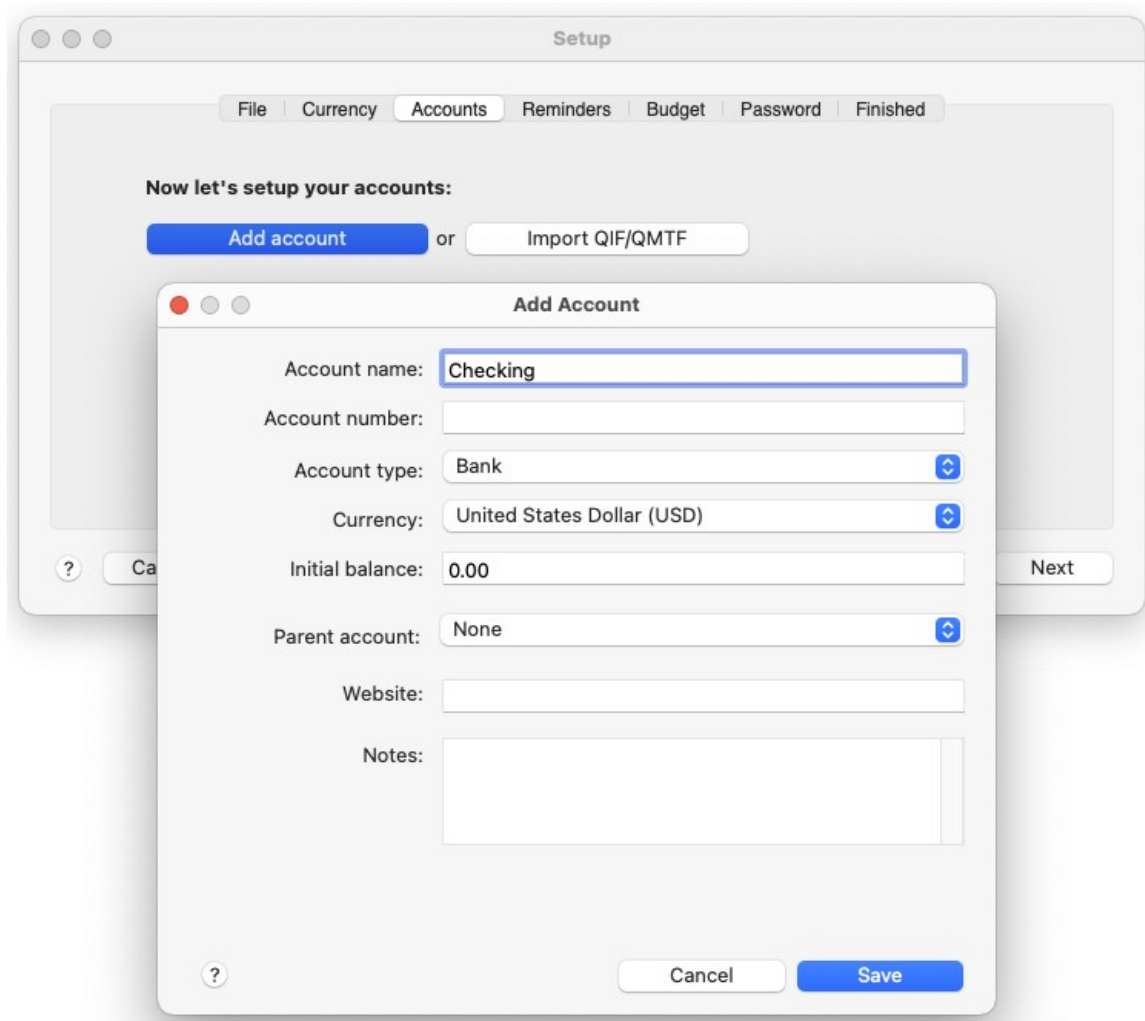 Setup
File Currency Accounts Reminders Budget Password Finished
Now let's setup your accounts:
Add account or Import QIF/QMTF
Add Account
Account name: Checking
Account number:
Account type: Bank
Currency: United States Dollar (USD)
? Ca Initial balance: 0.00 Next
Parent account: None
Website:
Notes:
? Cancel Save